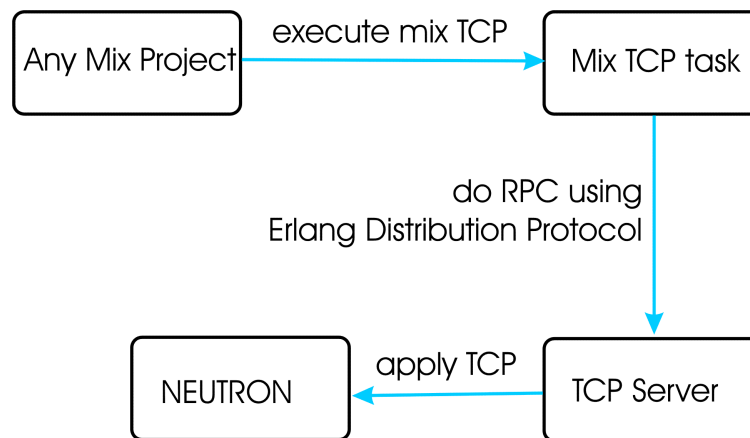 Any Mix Project
execute mix TCP
Mix TCP task
do RPC using
Erlang Distribution Protocol
NEUTRON
apply TCP
TCP Server